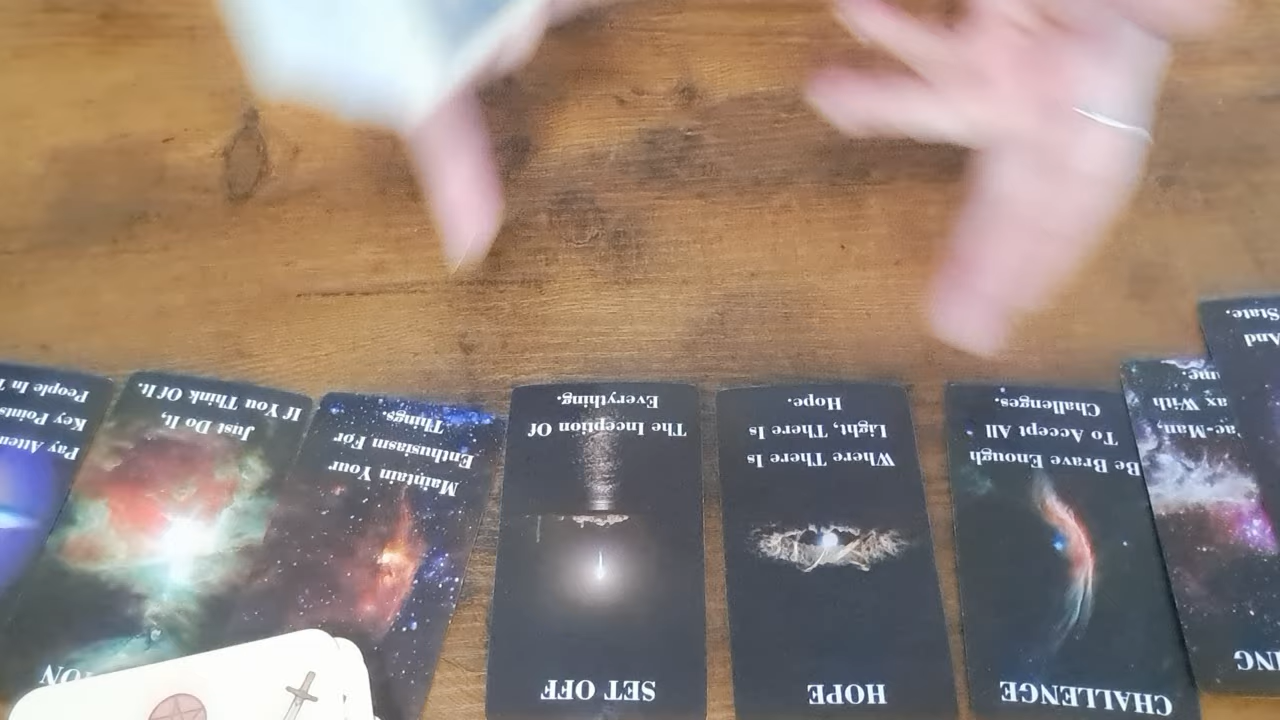 And
State.
With
CHALLENGE
Be Brave Enough
To Accept All
Challenges.
HOPE
Where There Is
Light, There Is
Hope.
SET OFF
The Inception Of
Everything.
Maintain Your
Enthusiasm For
Things.
Just Do It,
If You Think Of It.
Pay
Key Points
People In